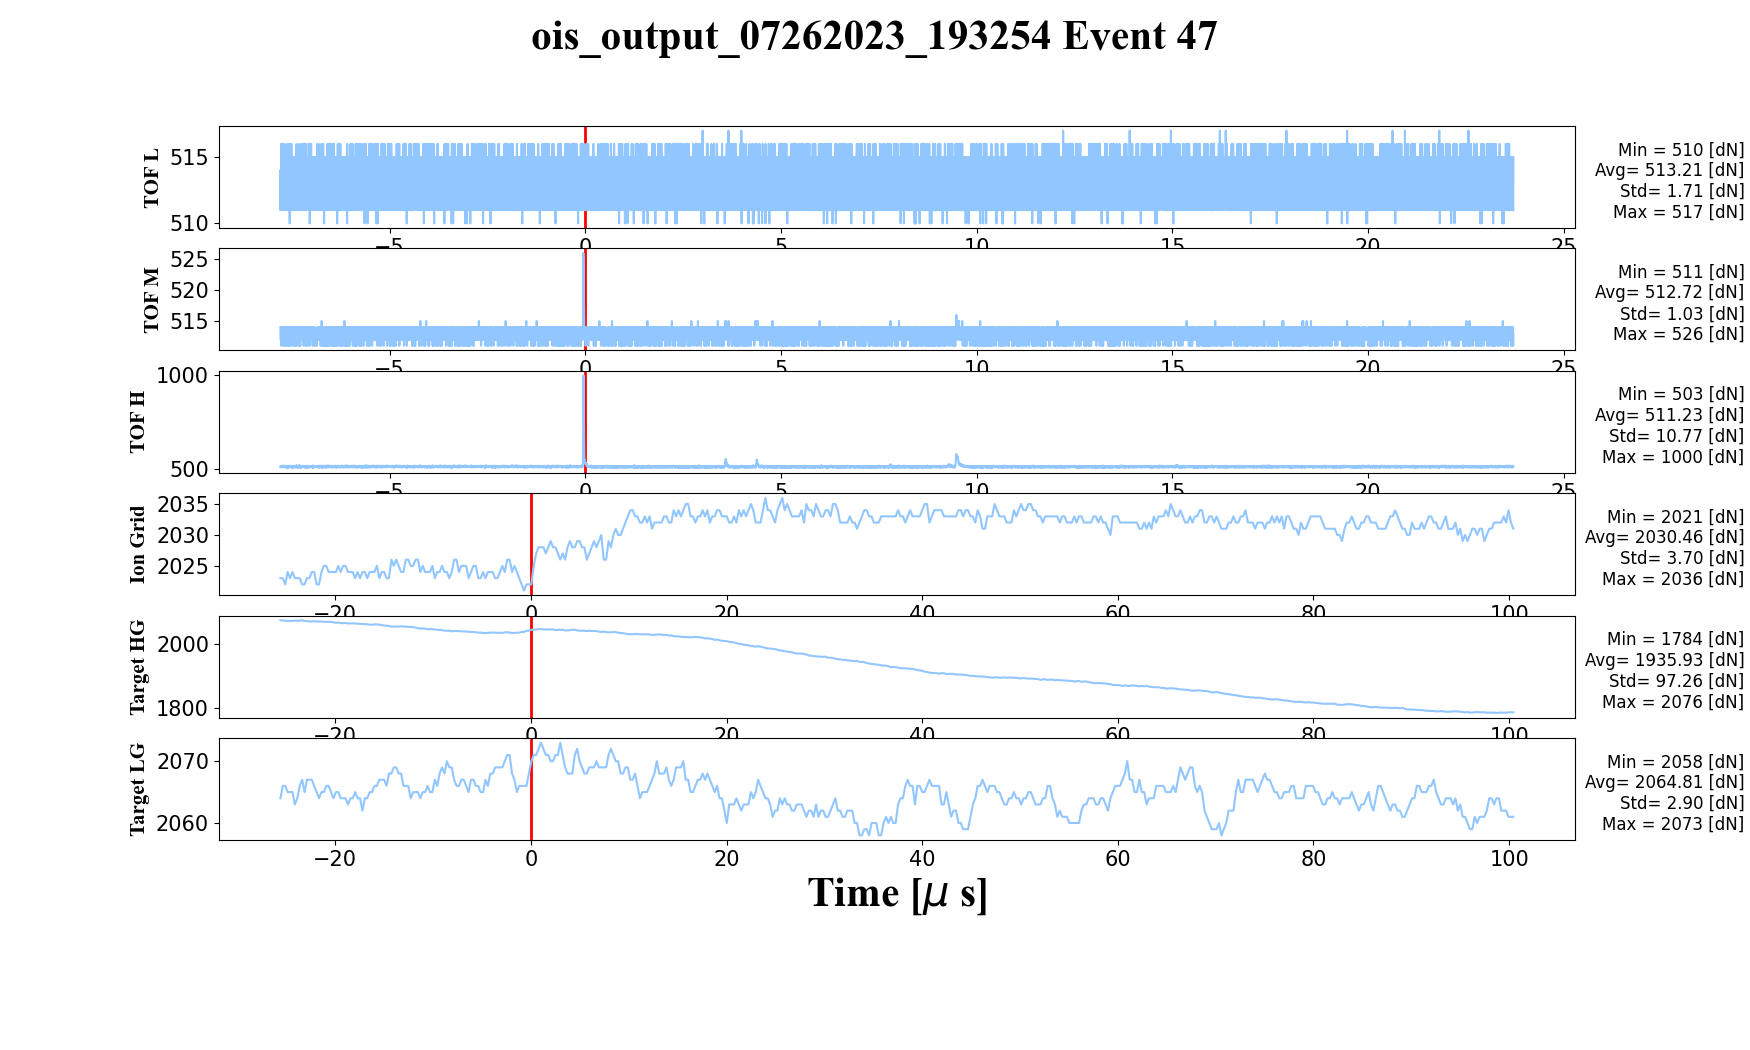 ois_output_07262023_193254 Event 47
TOF L
515
510
−5 0 5 10 15 20 25
Min = 510 [dN]
Avg= 513.21 [dN]
Std= 1.71 [dN]
Max = 517 [dN]
TOF M
525
520
515
−5 0 5 10 15 20 25
Min = 511 [dN]
Avg= 512.72 [dN]
Std= 1.03 [dN]
Max = 526 [dN]
TOF H
1000
500
−5 0 5 10 15 20 25
Min = 503 [dN]
Avg= 511.23 [dN]
Std= 10.77 [dN]
Max = 1000 [dN]
Ion Grid
2035
2030
2025
−20 0 20 40 60 80 100
Min = 2021 [dN]
Avg= 2030.46 [dN]
Std= 3.70 [dN]
Max = 2036 [dN]
Target HG
2000
1800
−20 0 20 40 60 80 100
Min = 1784 [dN]
Avg= 1935.93 [dN]
Std= 97.26 [dN]
Max = 2076 [dN]
Target LG
2070
2060
−20 0 20 40 60 80 100
Min = 2058 [dN]
Avg= 2064.81 [dN]
Std= 2.90 [dN]
Max = 2073 [dN]
Time [μ s]